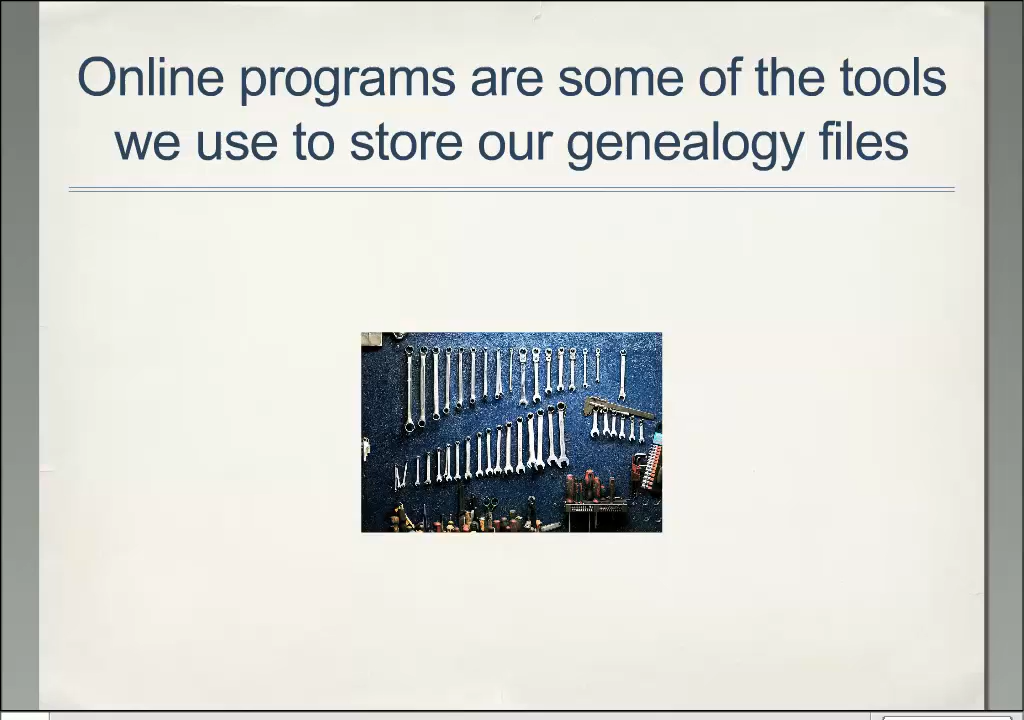 Online programs are some of the tools
we use to store our genealogy files